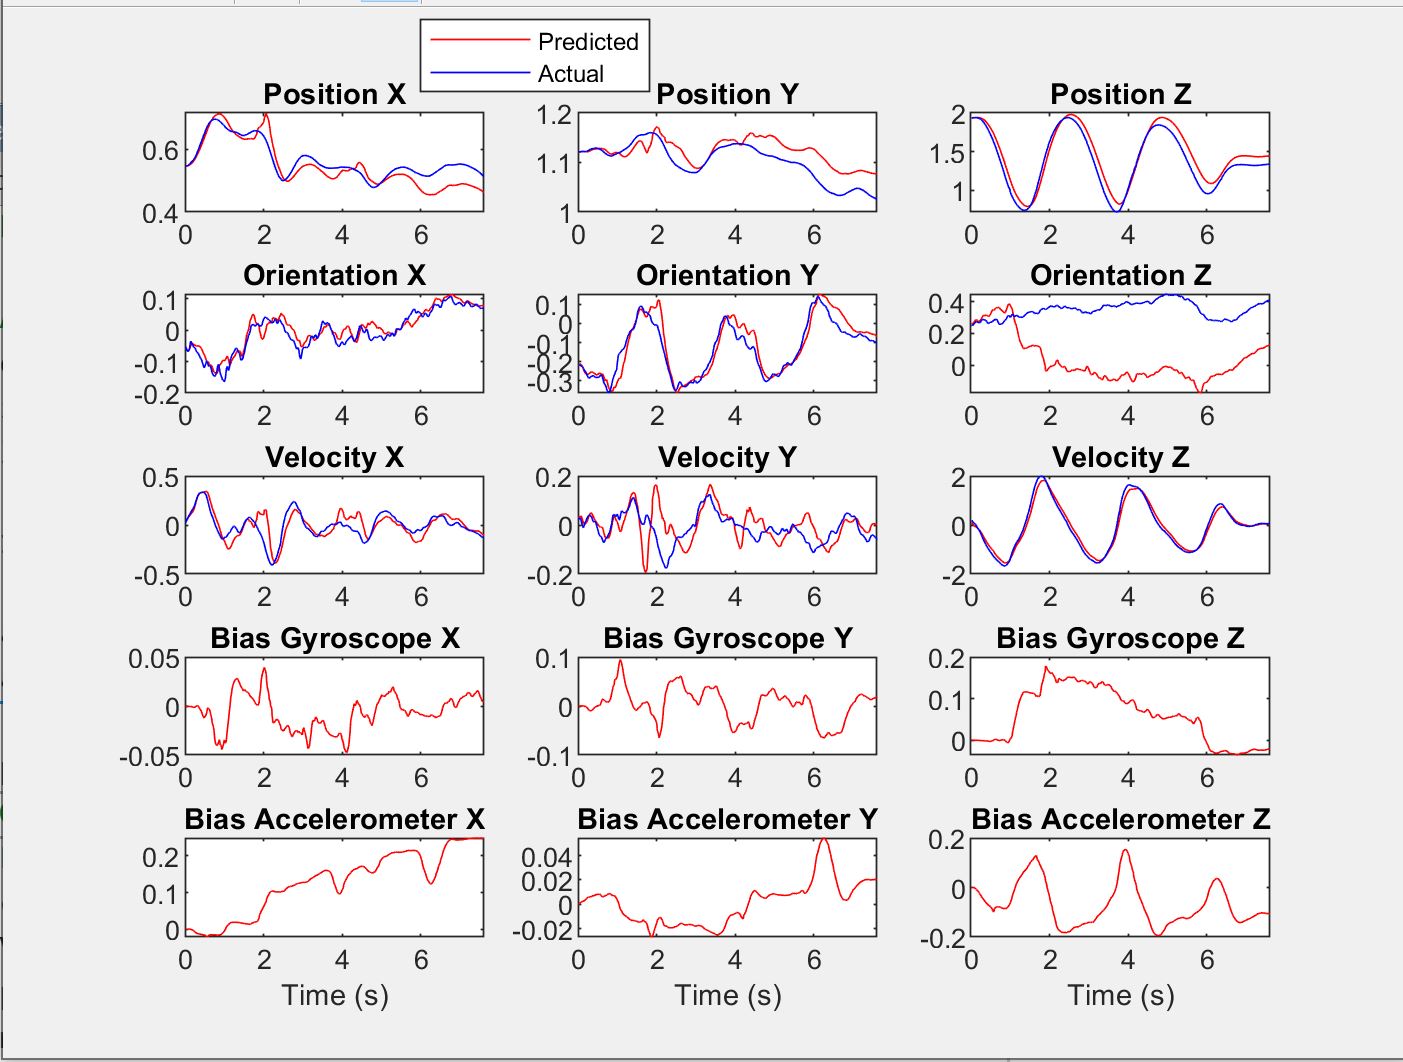 Predicted
Actual
Position X
Position Y
Position Z
0.6
0.4
0 2 4 6
1.2
1.1
1
0 2 4 6
2
1.5
1
0 2 4 6
Orientation X
Orientation Y
Orientation Z
0.1
0
-0.1
-0.2
0 2 4 6
0.1
0
-0.1
-0.2
-0.3
0 2 4 6
0.4
0.2
0
0 2 4 6
Velocity X
Velocity Y
Velocity Z
0.5
0
-0.5
0 2 4 6
0.2
0
-0.2
0 2 4 6
2
0
-2
0 2 4 6
Bias Gyroscope X
Bias Gyroscope Y
Bias Gyroscope Z
0.05
0
-0.05
0 2 4 6
0.1
0
-0.1
0 2 4 6
0.2
0.1
0
0 2 4 6
Bias Accelerometer X
Bias Accelerometer Y
Bias Accelerometer Z
0.2
0.1
0
0 2 4 6
0.04
0.02
0
-0.02
0 2 4 6
0.2
0
-0.2
0 2 4 6
Time (s)
Time (s)
Time (s)